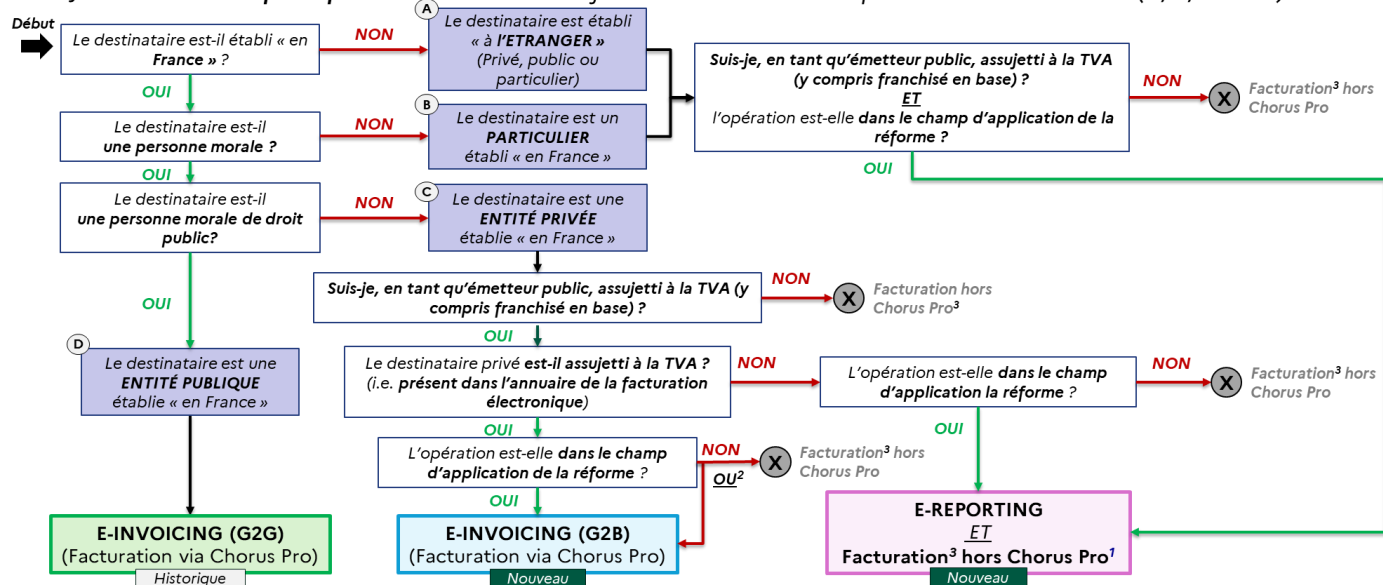 Début
Le destinataire est-il établi « en
France » ?
NON
A
Le destinataire est établi
« à l'ETRANGER »
(Privé, public ou
particulier)
Suis-je, en tant qu'émetteur public, assujetti à la TVA
(y compris franchisé en base) ?
ET
l'opération est-elle dans le champ d'application de la
réforme ?
NON
X
Facturation³ hors
Chorus Pro
OUI
B
Le destinataire est-il
une personne morale ?
NON
Le destinataire est un
PARTICULIER
établi « en France »
OUI
OUI
C
Le destinataire est-il
une personne morale de droit
public?
NON
Le destinataire est une
ENTITÉ PRIVÉE
établie « en France »
OUI
Suis-je, en tant qu'émetteur public, assujetti à la TVA (y
compris franchisé en base) ?
NON
X
Facturation hors
Chorus Pro³
OUI
D
Le destinataire est une
ENTITÉ PUBLIQUE
établie « en France »
Le destinataire privé est-il assujetti à la TVA ?
(i.e. présent dans l'annuaire de la facturation
électronique)
NON
L'opération est-elle dans le champ
d'application la réforme ?
NON
X
Facturation³ hors
Chorus Pro
OUI
OUI
L'opération est-elle dans le champ
d'application de la réforme ?
NON
OU²
X
Facturation³ hors
Chorus Pro
OUI
E-INVOICING (G2G)
(Facturation via Chorus Pro)
Historique
E-INVOICING (G2B)
(Facturation via Chorus Pro)
Nouveau
E-REPORTING
ET
Facturation³ hors Chorus Pro¹
Nouveau